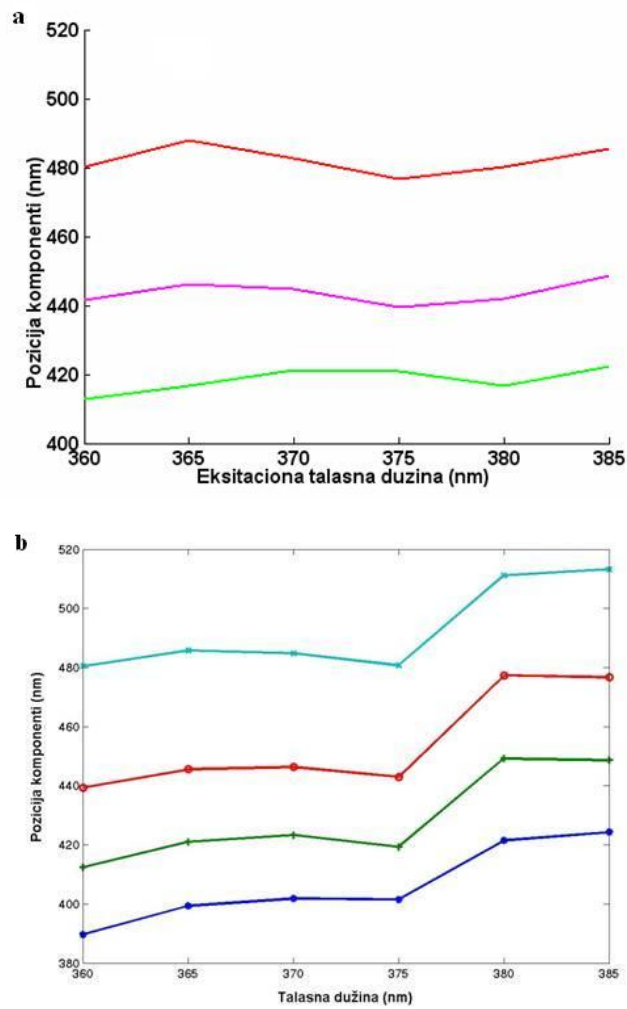 a
520
500
480
460
440
420
400
Pozicija komponenti (nm)
360 365 370 375 380 385
Eksitaciona talasna duzina (nm)
b
520
500
480
460
440
420
400
380
Pozicija komponenti (nm)
360 365 370 375 380 385
Talasna dužina (nm)